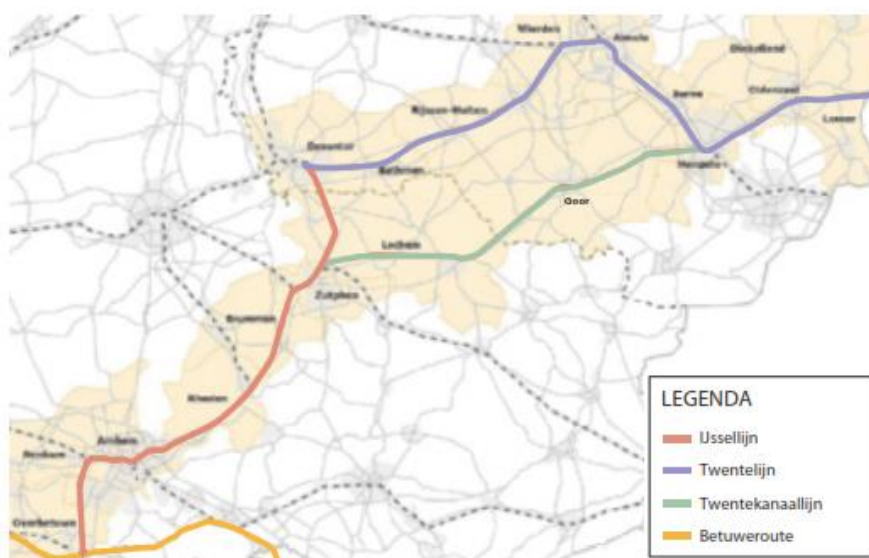 Wierden
Almelo
Dinkelland
Borne
Oldenzaal
Rijssen-Holten
Losser
Deventer
Bathmen
Hengelo
Goor
Lochem
Zutphen
Brummen
Rheden
Arnhem
Renkum
Overbetuwe
LEGENDA
IJssellijn
Twentelijn
Twentekanaallijn
Betuweroute